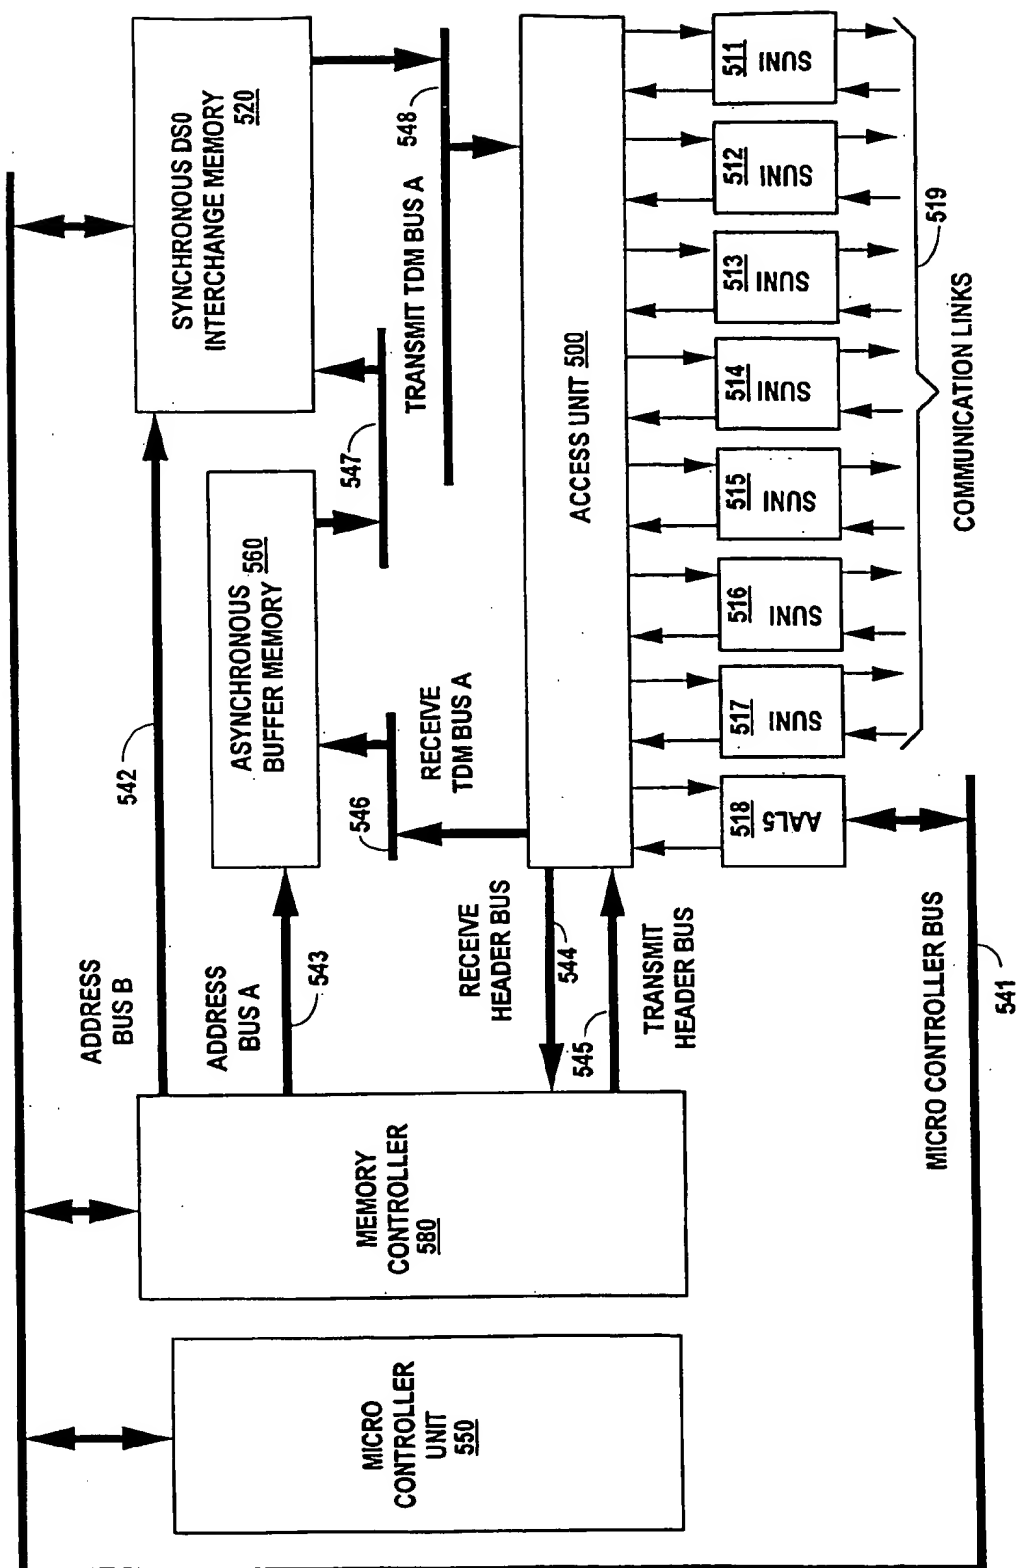 SYNCHRONOUS DS0
INTERCHANGE MEMORY
520
548
TRANSMIT TDM BUS A
547
ASYNCHRONOUS
BUFFER MEMORY 560
542
RECEIVE
TDM BUS A
546
ADDRESS
BUS B
ADDRESS
BUS A
543
RECEIVE
HEADER BUS
544
545
TRANSMIT
HEADER BUS
ACCESS UNIT 500
511
SUNI
512
SUNI
513
SUNI
514
SUNI
515
SUNI
516
SUNI
517
SUNI
518
AAL5
519
COMMUNICATION LINKS
MEMORY
CONTROLLER
580
MICRO
CONTROLLER
UNIT
550
MICRO CONTROLLER BUS
541